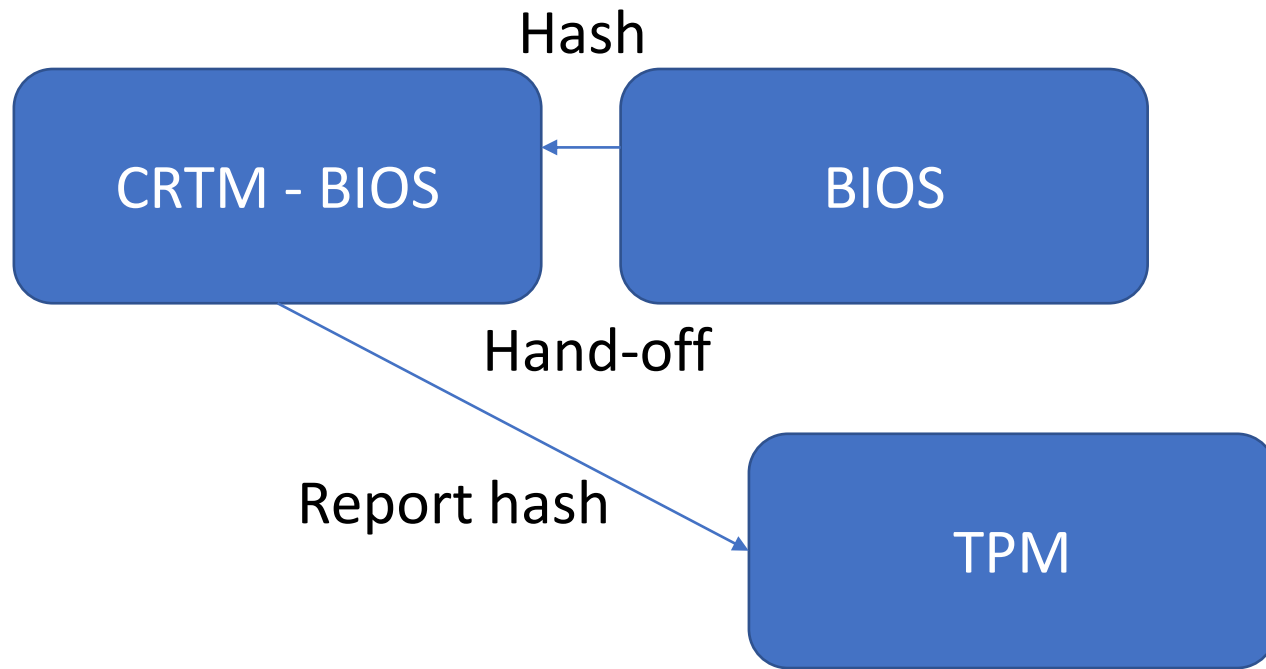 Hash
CRTM - BIOS
BIOS
Hand-off
Report hash
TPM